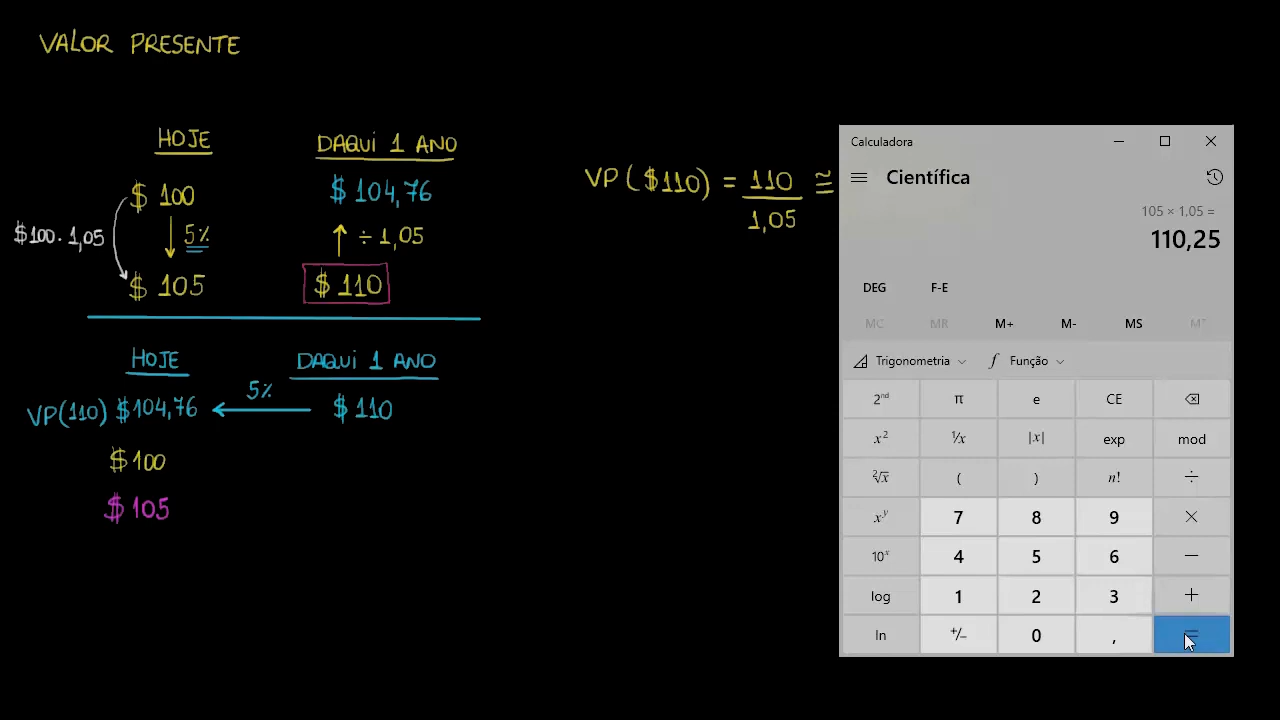 VALOR PRESENTE
HOJE
DAQUI 1 ANO
$ 100
$ 104,76
$100 . 1,05
5%
÷ 1,05
$ 105
$ 110
VP ($110) = 110 / 1,05 ≅
HOJE
DAQUI 1 ANO
VP(110) $104,76
5%
$ 110
$100
$ 105
Calculadora
Científica
105 × 1,05 =
110,25
DEG F-E
MC MR M+ M- MS M˅
Trigonometria ƒ Função
2ⁿᵈ π e CE
x² ¹/x |x| exp mod
²√x ( ) n! ÷
xʸ 7 8 9 ×
10ˣ 4 5 6 −
log 1 2 3 +
ln +/− 0 , =